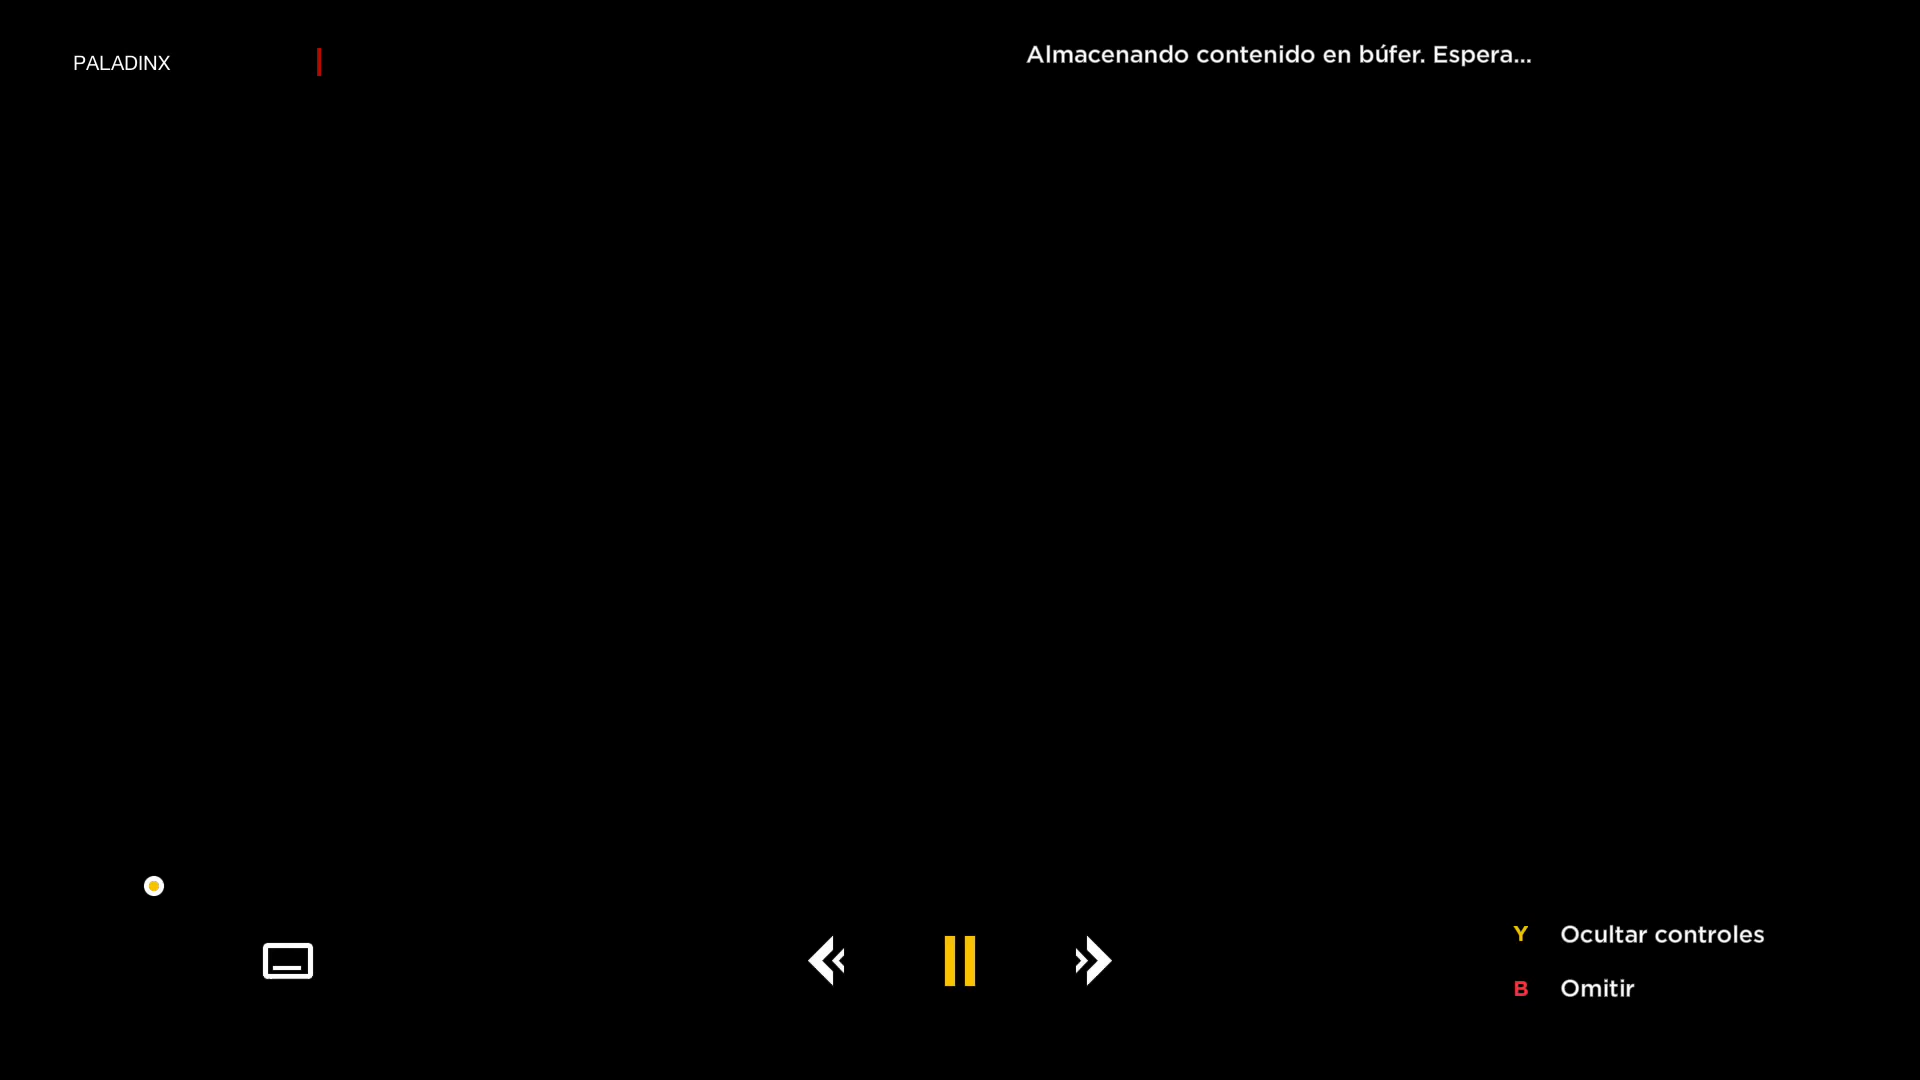 PALADINX
Almacenando contenido en búfer. Espera...
Y Ocultar controles
B Omitir